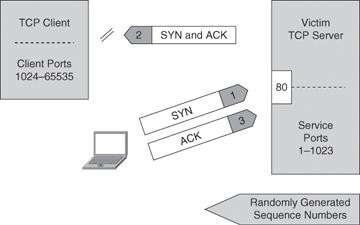 TCP Client
Client Ports
1024–65535
2 SYN and ACK
Victim
TCP Server
80
SYN 1
ACK 3
Service
Ports
1–1023
Randomly Generated
Sequence Numbers